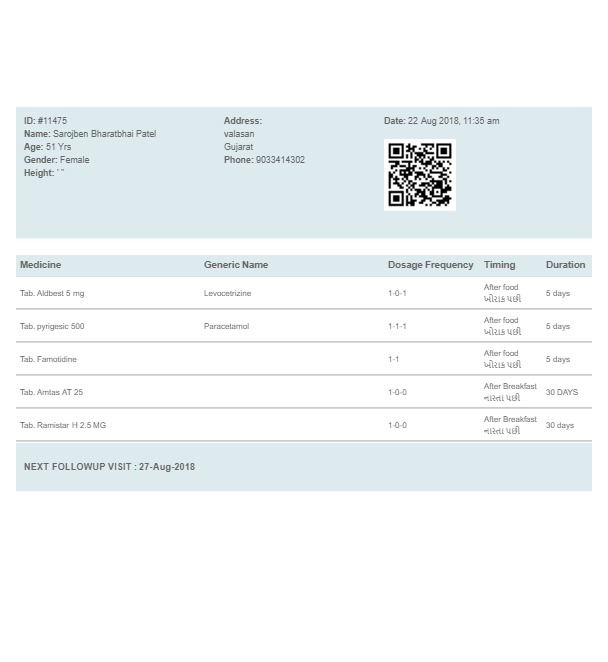 ID: #11475
Name: Sarojben Bharatbhai Patel
Age: 51 Yrs
Gender: Female
Height: ' "
Address:
valasan
Gujarat
Phone: 9033414302
Date: 22 Aug 2018, 11:35 am
Medicine Generic Name Dosage Frequency Timing Duration
Tab. Aldbest 5 mg Levocetrizine 1-0-1 After food 5 days
ખોરાક પછી
Tab. pyrigesic 500 Paracetamol 1-1-1 After food 5 days
ખોરાક પછી
Tab. Famotidine 1-1 After food 5 days
ખોરાક પછી
Tab. Amtas AT 25 1-0-0 After Breakfast 30 DAYS
નાસ્તા પછી
Tab. Ramistar H 2.5 MG 1-0-0 After Breakfast 30 days
નાસ્તા પછી
NEXT FOLLOWUP VISIT : 27-Aug-2018